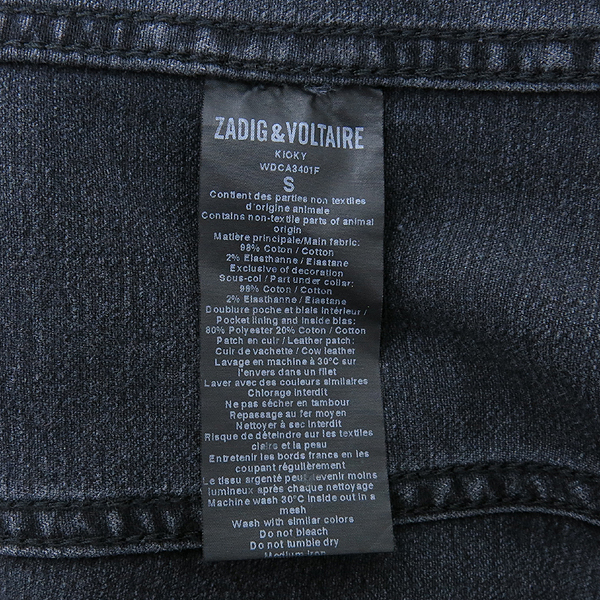 ZADIG & VOLTAIRE
KIOKY
WDCA3401F
S
Contient des parties non textiles
d'origine animale
Contains non-textile parts of animal
origin
Matière principale/Main fabric:
98% Coton / Cotton
2% Elasthanne / Elastane
Exclusive of decoration
Sous-col / Part under collar:
98% Coton / Cotton
2% Elasthanne / Elastane
Doublure poche et biais intérieur /
Pocket lining and inside bias:
80% Polyester 20% Coton / Cotton
Patch en cuir / Leather patch:
Cuir de vachette / Cow leather
Lavage en machine à 30°C sur
l'envers dans un filet
Laver avec des couleurs similaires
Chlorage interdit
Ne pas sécher en tambour
Repassage au fer moyen
Nettoyer à sec interdit
Risque de déteindre sur les textiles
claire et la peau
Entretenir les bords francs en les
coupant régulièrement
Le tissu argenté peut devenir moins
lumineux après chaque nettoyage
Machine wash 30°C inside out in a
mesh
Wash with similar colors
Do not bleach
Do not tumble dry
Medium iron